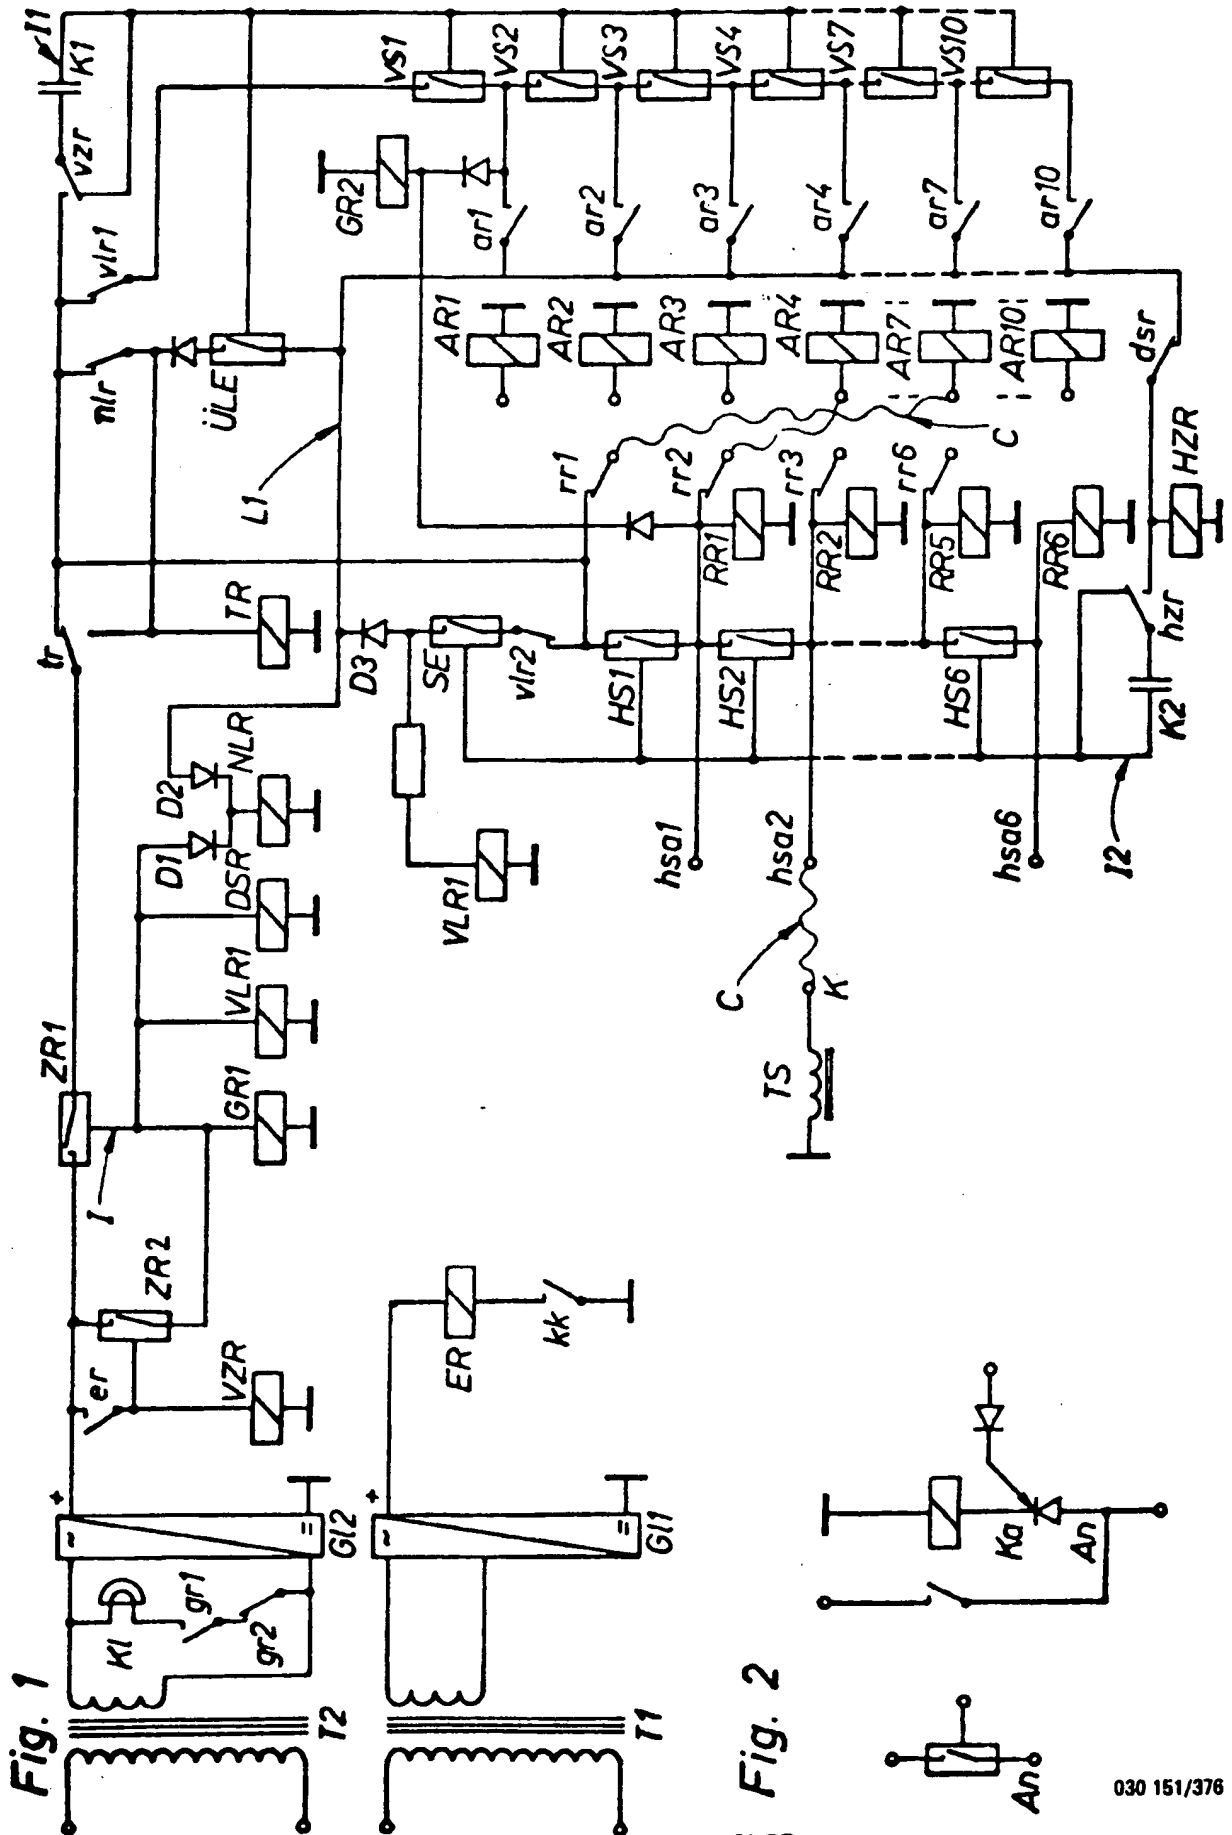 Fig. 1
T2
Kl
gr1
gr2
Gl2
~
=
+
er
VZR
ZR2
I
ZR1
GR1
VLR1
DSR
D1
D2
NLR
tr
TR
L1
nlr
ÜLE
vlr1
vzr
K1
I1
T1
Gl1
~
=
+
ER
kk
VLR1
D3
SE
vlr2
HS1
HS2
HS6
hsa1
hsa2
hsa6
C
K
TS
I2
K2
hzr
HZR
dsr
RR1
RR2
RR5
RR6
rr1
rr2
rr3
rr6
C
AR1
AR2
AR3
AR4
AR7
AR10
GR2
ar1
ar2
ar3
ar4
ar7
ar10
VS1
VS2
VS3
VS4
VS7
VS10
Fig. 2
An
Ka
An
030 151/376